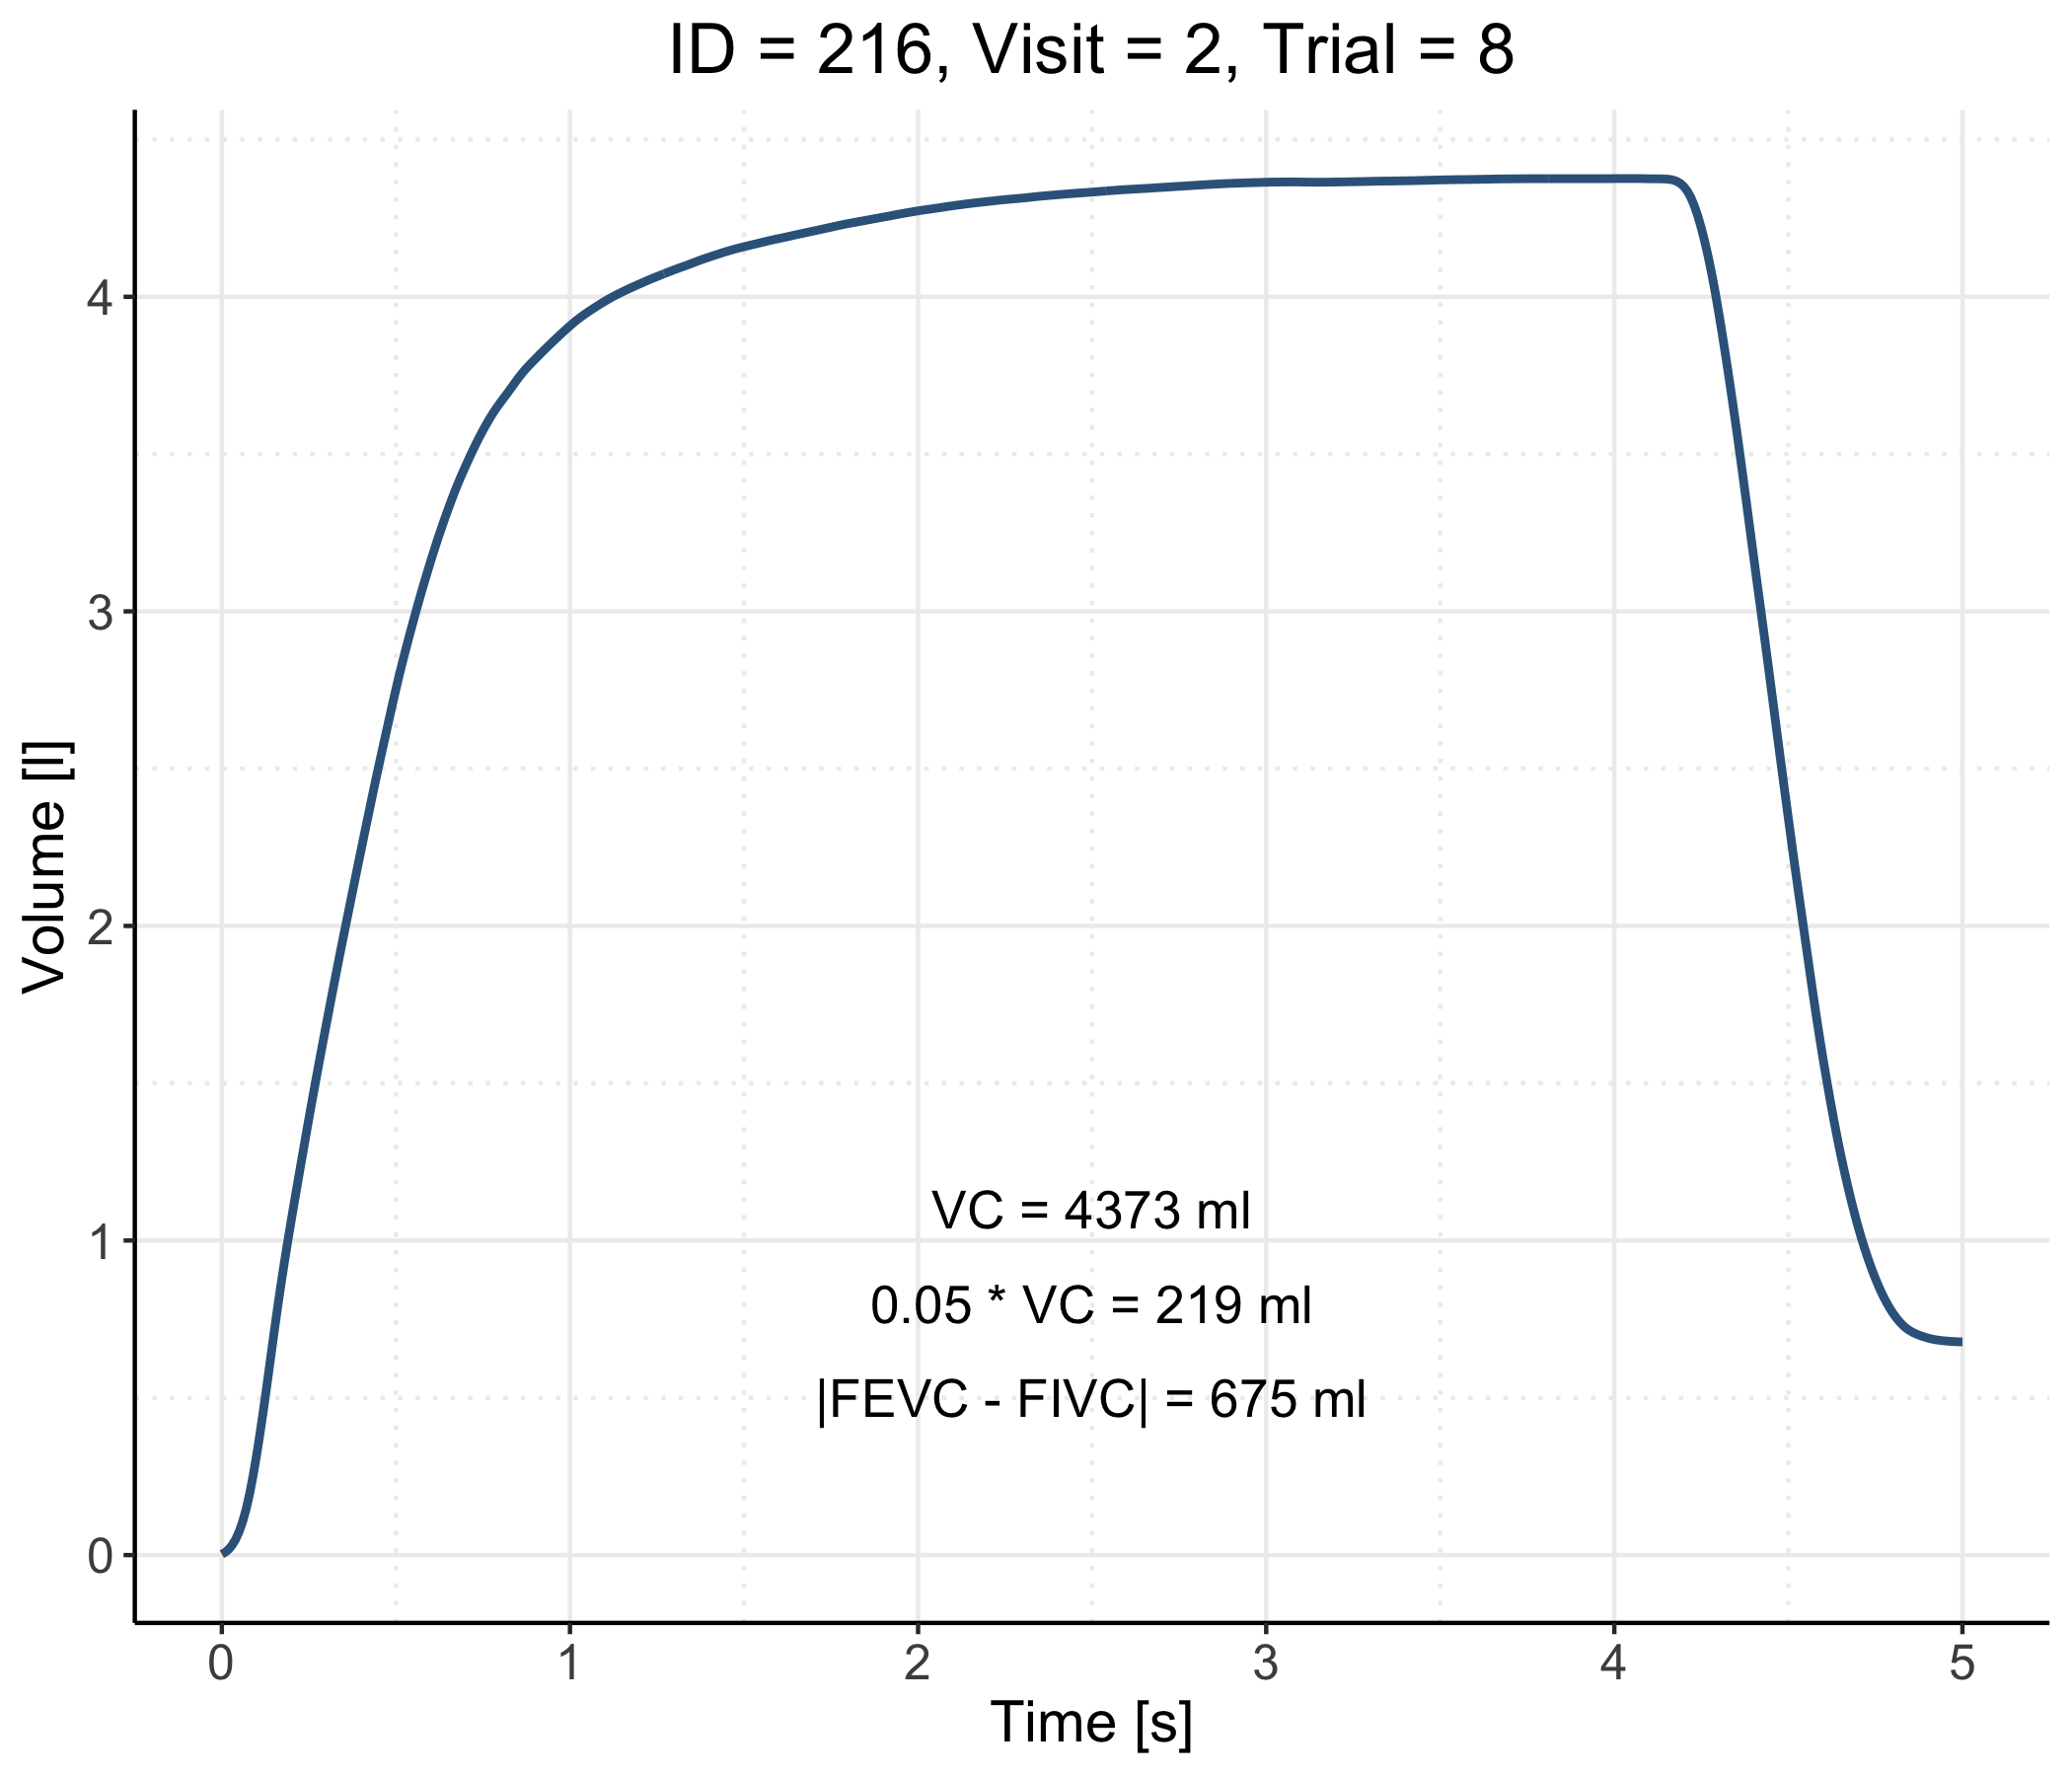 ID = 216, Visit = 2, Trial = 8
Volume [l]
4
3
2
1
0
VC = 4373 ml
0.05 * VC = 219 ml
|FEVC - FIVC| = 675 ml
0 1 2 3 4 5
Time [s]